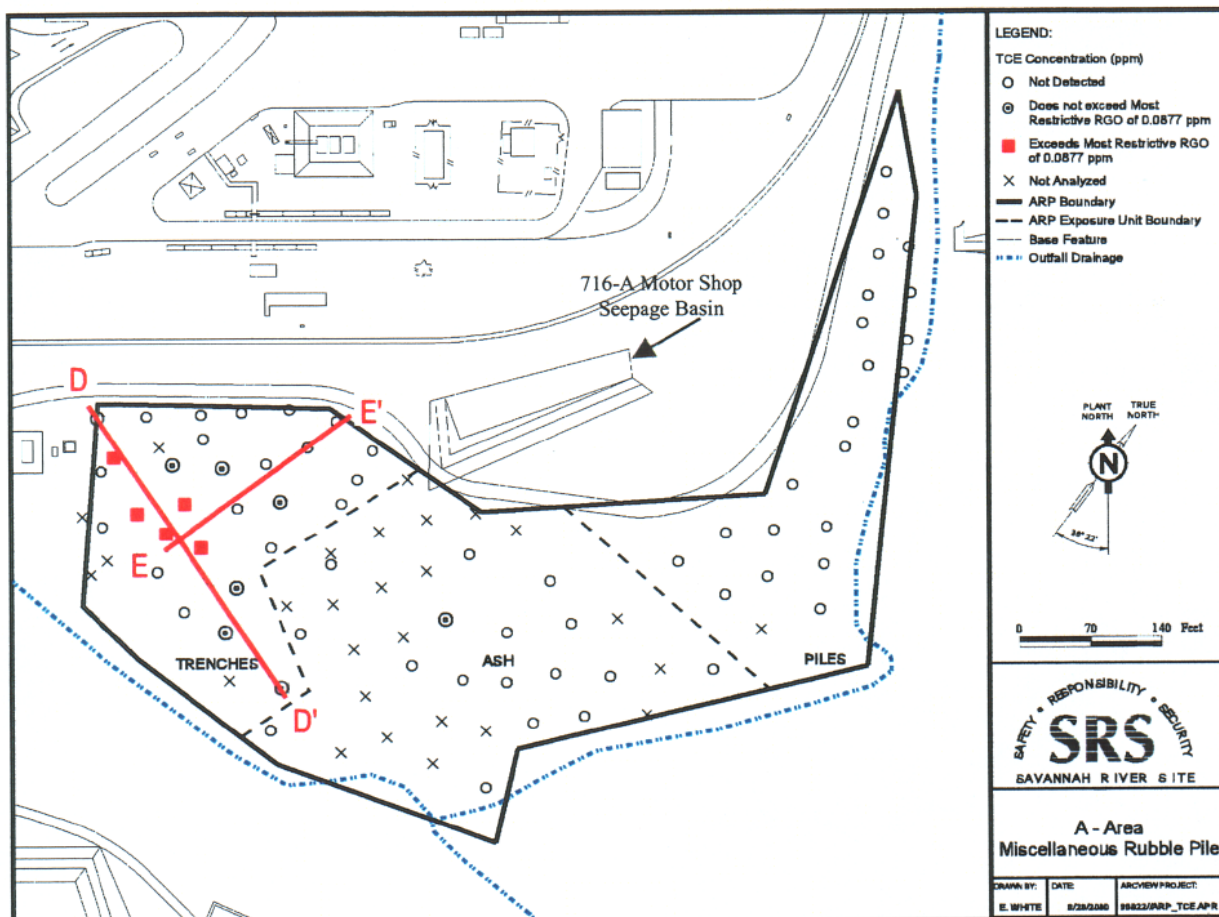 LEGEND:
TCE Concentration (ppm)
Not Detected
Does not exceed Most
Restrictive RGO of 0.0877 ppm
Exceeds Most Restrictive RGO
of 0.0877 ppm
Not Analyzed
ARP Boundary
ARP Exposure Unit Boundary
Base Feature
Outfall Drainage
716-A Motor Shop
Seepage Basin
D
E'
E
D'
TRENCHES
ASH
PILES
PLANT
NORTH
TRUE
NORTH
N
0 70 140 Feet
SAFETY • RESPONSIBILITY • SECURITY
SRS
SAVANNAH RIVER SITE
A - Area
Miscellaneous Rubble Pile
DRAWN BY:
E. WHITE
DATE:
ARCVIEW PROJECT: